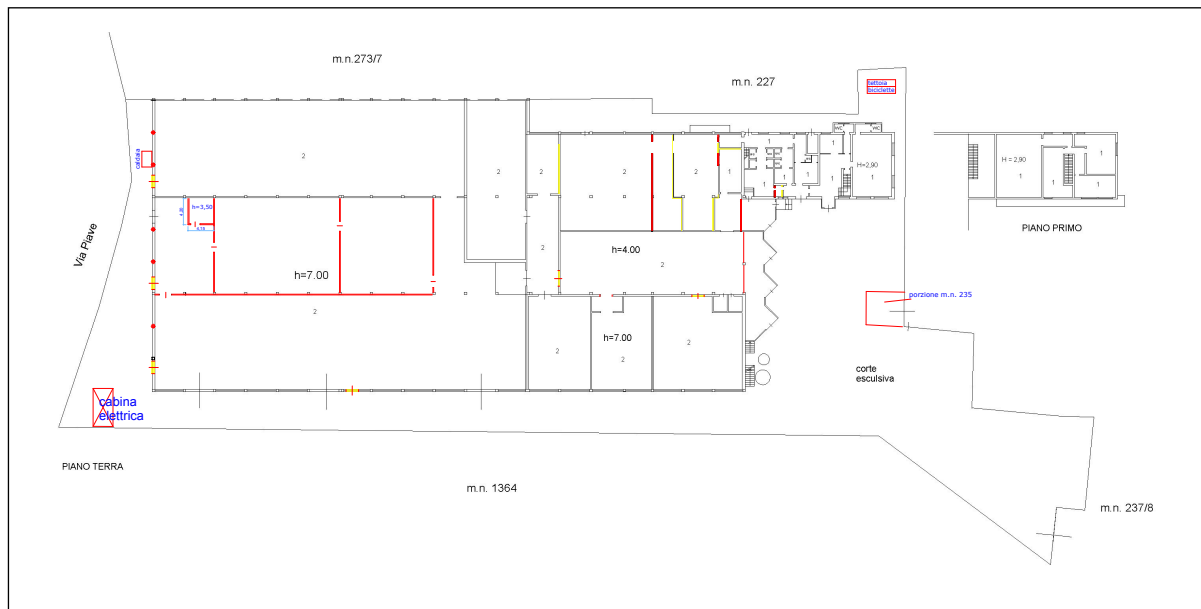 m.n.273/7
m.n. 227
tettoia
biciclette
caldaia
Via Piave
2
2
2
2
2
1
1
1
1
1
1
1
1
WC
WC
H=2,90
H = 2,90
1
1
1
1
PIANO PRIMO
h=3,50
h=7.00
2
2
h=4.00
2
2
h=7.00
2
2
porzione m.n. 235
corte
esculsiva
cabina
elettrica
PIANO TERRA
m.n. 1364
m.n. 237/8